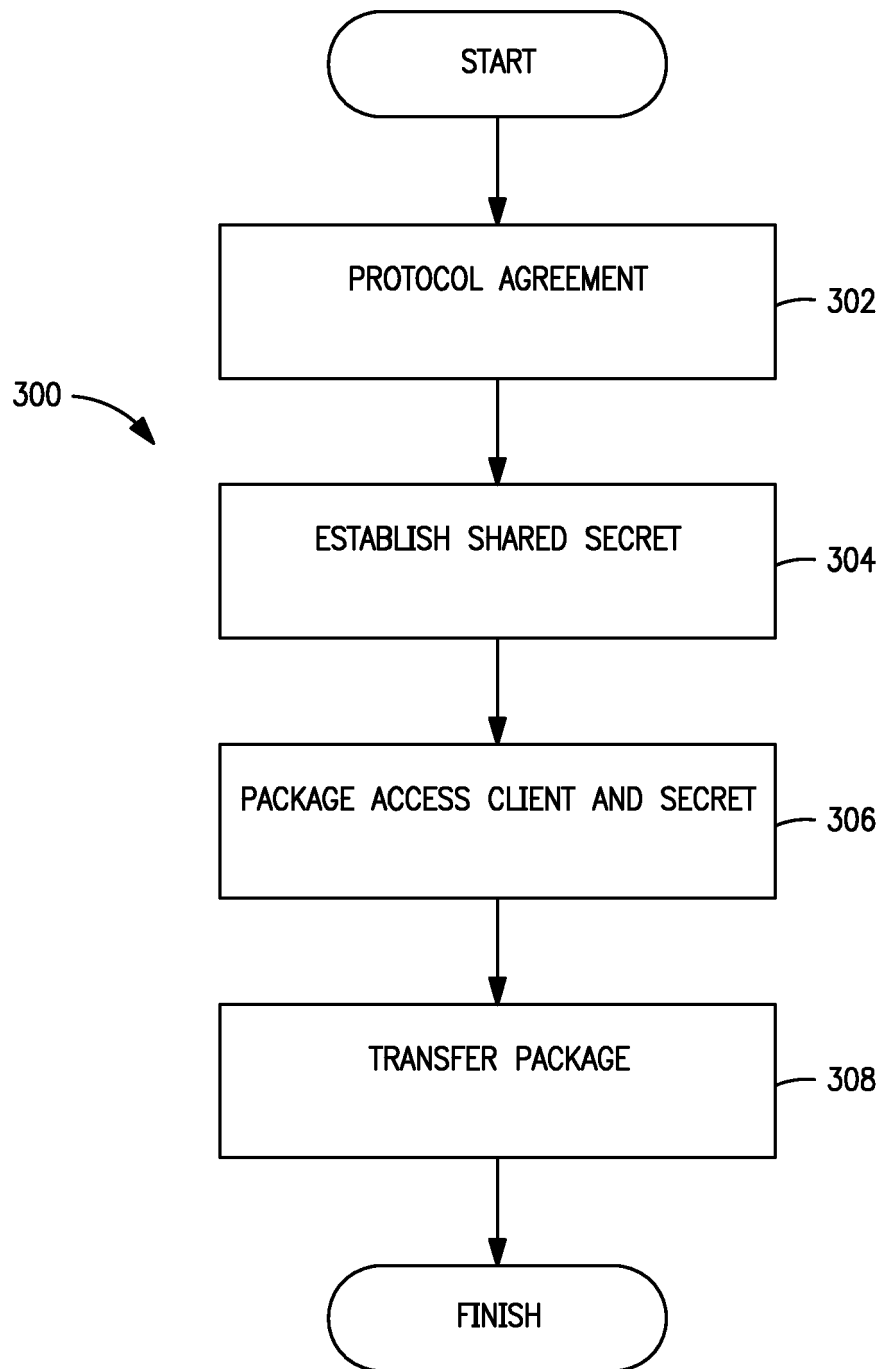 START
PROTOCOL AGREEMENT
302
300
ESTABLISH SHARED SECRET
304
PACKAGE ACCESS CLIENT AND SECRET
306
TRANSFER PACKAGE
308
FINISH